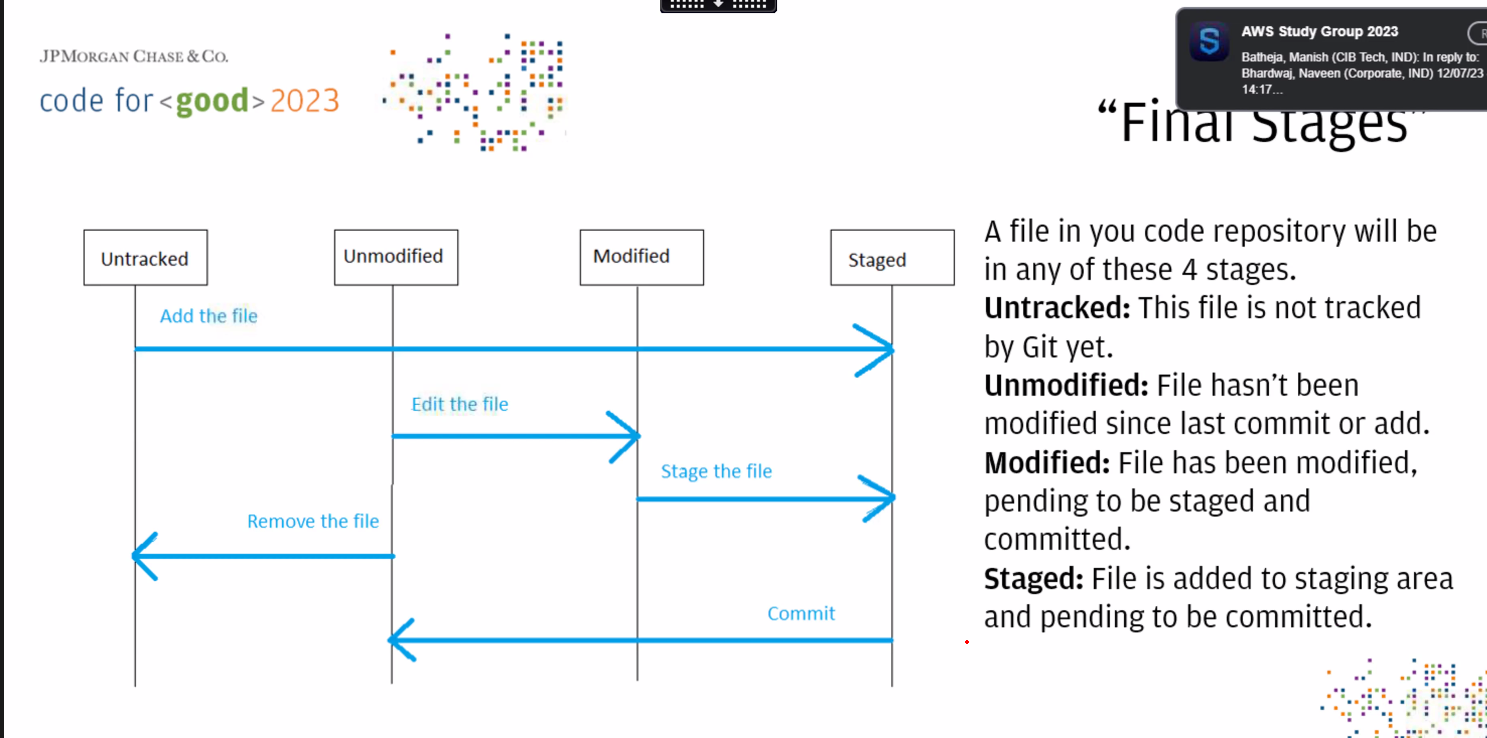 JPMORGAN CHASE & CO.
code for <good> 2023
AWS Study Group 2023
Batheja, Manish (CIB Tech, IND): In reply to:
Bhardwaj, Naveen (Corporate, IND) 12/07/23
14:17...
R
“Final Stages”
Untracked
Unmodified
Modified
Staged
Add the file
Edit the file
Stage the file
Remove the file
Commit
A file in you code repository will be
in any of these 4 stages.
Untracked: This file is not tracked
by Git yet.
Unmodified: File hasn’t been
modified since last commit or add.
Modified: File has been modified,
pending to be staged and
committed.
Staged: File is added to staging area
and pending to be committed.